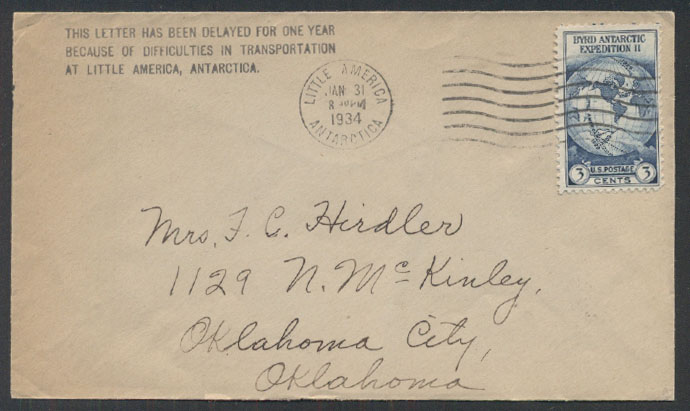 THIS LETTER HAS BEEN DELAYED FOR ONE YEAR
BECAUSE OF DIFFICULTIES IN TRANSPORTATION
AT LITTLE AMERICA, ANTARCTICA.
LITTLE AMERICA
JAN 31
8
1934
ANTARCTICA
BYRD ANTARCTIC
EXPEDITION II
U.S. POSTAGE
3 CENTS 3
Mrs. F. C. Hirdler
1129 N. McKinley,
Oklahoma City,
Oklahoma